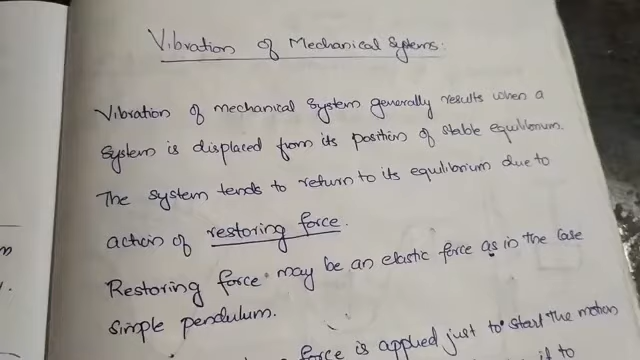 Vibration of Mechanical Systems:
Vibration of mechanical system generally results when a
system is displaced from its position of stable equilibrium.
The system tends to return to its equilibrium due to
action of restoring force.
Restoring force may be an elastic force as in the case
simple pendulum.
force is applied just to start the motion
it to